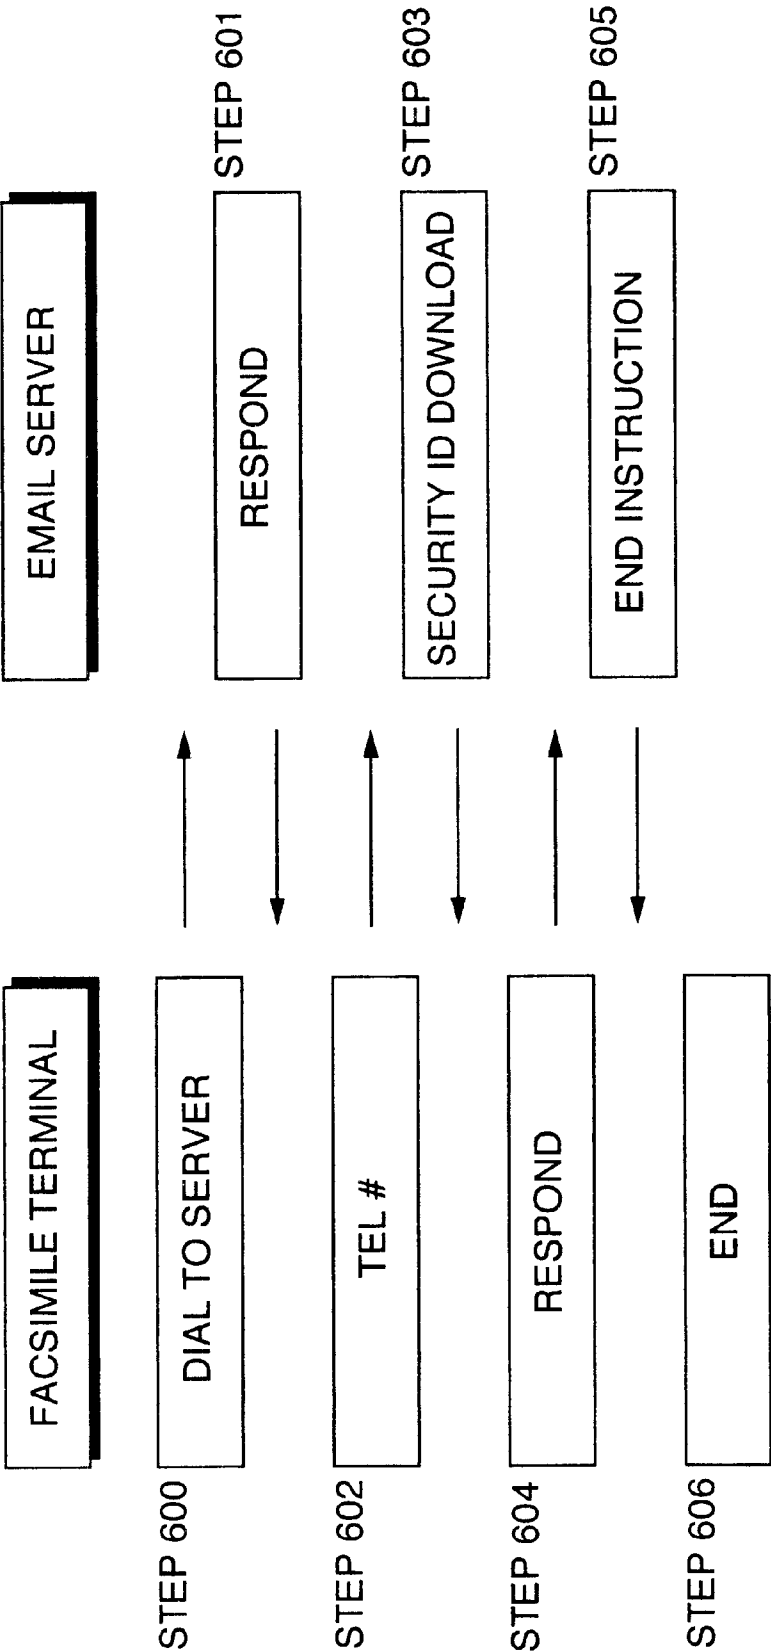 FACSIMILE TERMINAL
EMAIL SERVER
STEP 600
DIAL TO SERVER
RESPOND
STEP 601
STEP 602
TEL #
SECURITY ID DOWNLOAD
STEP 603
STEP 604
RESPOND
END INSTRUCTION
STEP 605
STEP 606
END